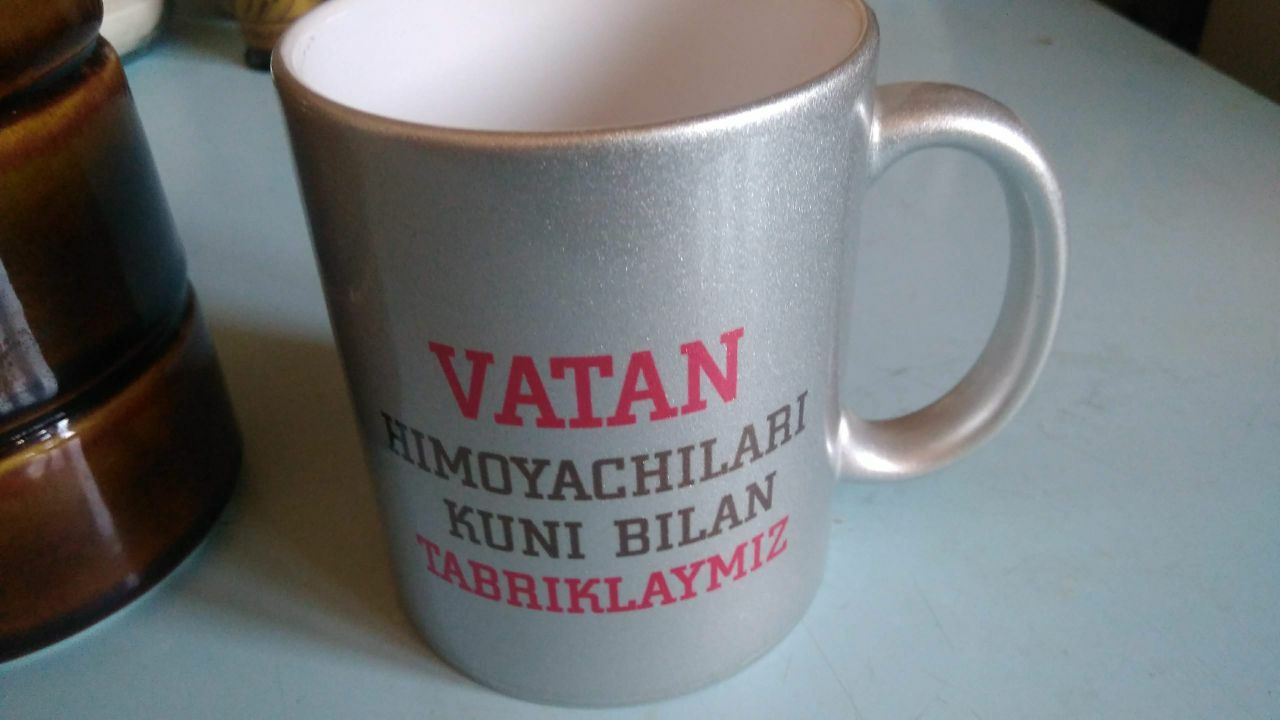 VATAN
HIMOYACHILARI
KUNI BILAN
TABRIKLAYMIZ